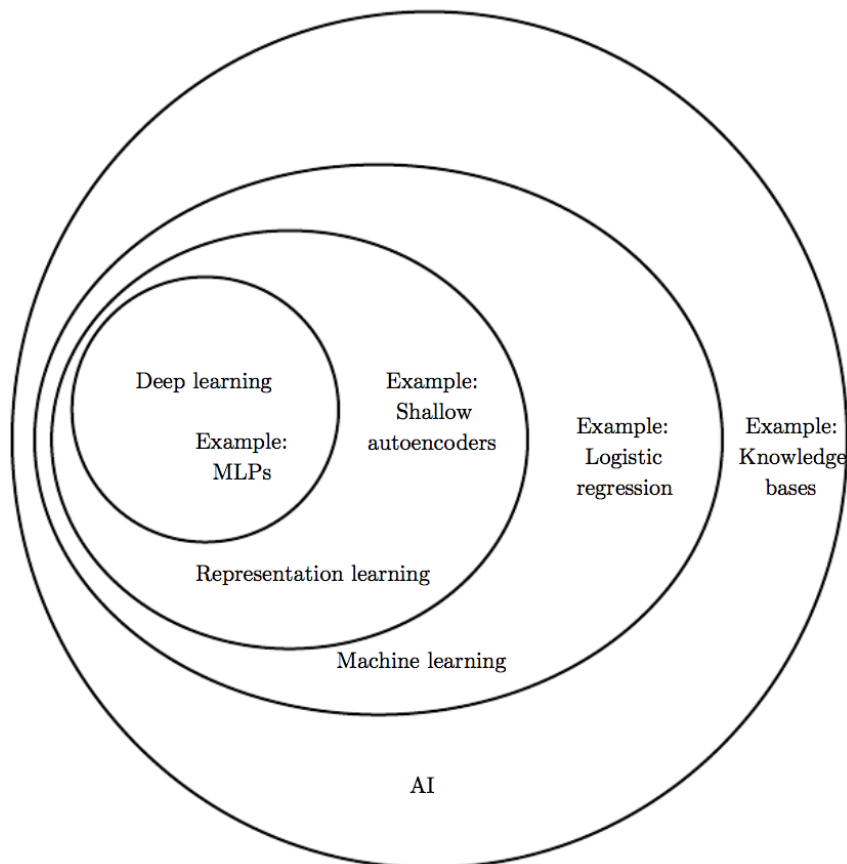 Deep learning
Example:
MLPs
Example:
Shallow
autoencoders
Example:
Logistic
regression
Example:
Knowledge
bases
Representation learning
Machine learning
AI